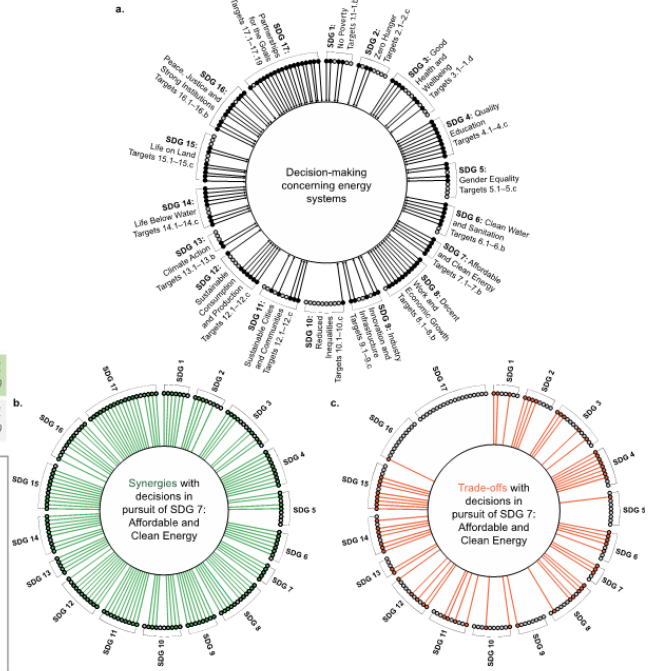 a.
SDG 17:
Partnerships
for the Goals
Targets 17.1–17.19
SDG 1:
No Poverty
Targets 1.1–1.b
SDG 2:
Zero Hunger
Targets 2.1–2.c
SDG 3: Good
Health and
Wellbeing
Targets 3.1–1.d
SDG 4: Quality
Education
Targets 4.1–4.c
SDG 5:
Gender Equality
Targets 5.1–5.c
SDG 6: Clean Water
and Sanitation
Targets 6.1–6.b
SDG 7: Affordable
and Clean Energy
Targets 7.1–7.b
SDG 8: Decent
Work and
Economic Growth
Targets 8.1–8.b
SDG 9: Industry
Innovation and
Infrastructure
Targets 9.1–9.c
SDG 10:
Reduced
Inequalities
Targets 10.1–10.c
SDG 11:
Sustainable Cities
and Communities
Targets 12.1–12.c
SDG 12:
Sustainable
Consumption
and Production
Targets 12.1–12.c
SDG 13:
Climate Action
Targets 13.1–13.b
SDG 14:
Life Below Water
Targets 14.1–14.c
SDG 15:
Life on Land
Targets 15.1–15.c
SDG 16:
Peace, Justice and
Strong Institutions
Targets 16.1–16.b
Decision-making
concerning energy
systems
b.
SDG 1
SDG 2
SDG 3
SDG 4
SDG 5
SDG 6
SDG 7
SDG 8
SDG 9
SDG 10
SDG 11
SDG 12
SDG 13
SDG 14
SDG 15
SDG 16
SDG 17
Synergies with
decisions in
pursuit of SDG 7:
Affordable and
Clean Energy
c.
SDG 1
SDG 2
SDG 3
SDG 4
SDG 5
SDG 6
SDG 7
SDG 8
SDG 9
SDG 10
SDG 11
SDG 12
SDG 13
SDG 14
SDG 15
SDG 16
SDG 17
Trade-offs with
decisions in
pursuit of SDG 7:
Affordable and
Clean Energy